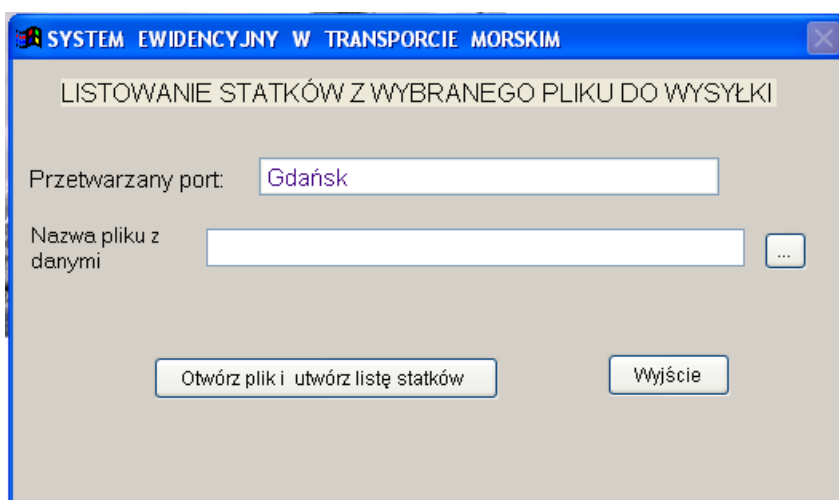 SYSTEM EWIDENCYJNY W TRANSPORCIE MORSKIM
LISTOWANIE STATKÓW Z WYBRANEGO PLIKU DO WYSYŁKI
Przetwarzany port: Gdańsk
Nazwa pliku z
danymi
...
Otwórz plik i utwórz listę statków Wyjście